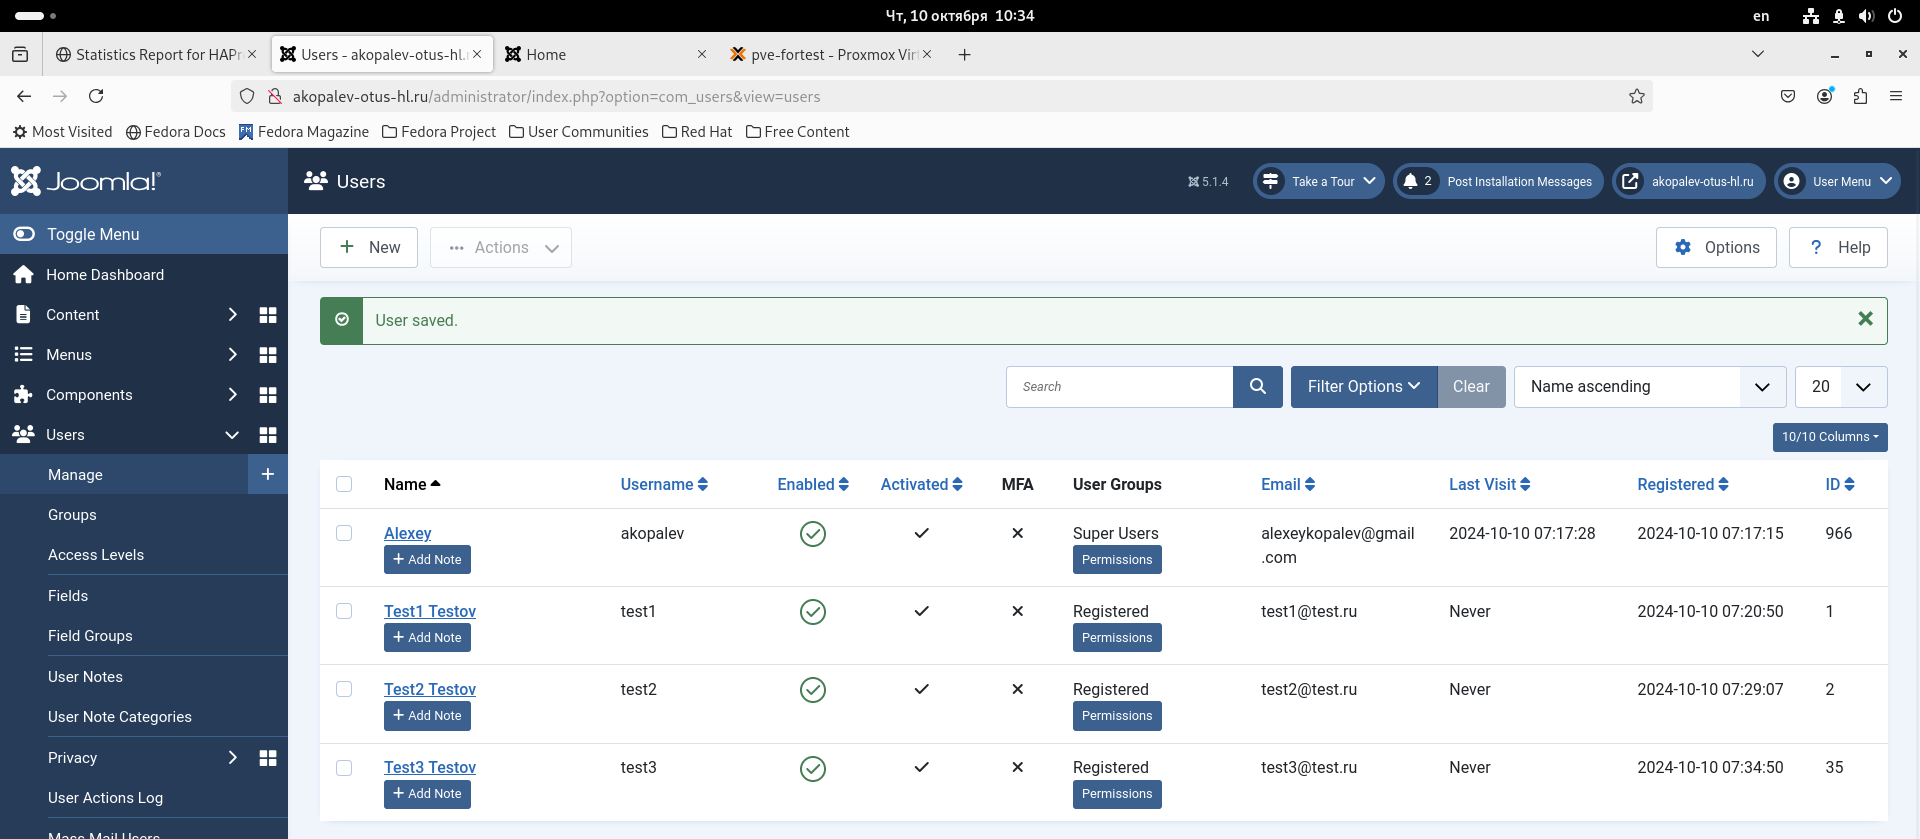 Чт, 10 октября 10:34
en
Statistics Report for HAPr
Users - akopalev-otus-hl.
Home
pve-fortest - Proxmox Virt
akopalev-otus-hl.ru/administrator/index.php?option=com_users&view=users
Most Visited
Fedora Docs
Fedora Magazine
Fedora Project
User Communities
Red Hat
Free Content
Joomla!®
Users
5.1.4
Take a Tour
2
Post Installation Messages
akopalev-otus-hl.ru
User Menu
Toggle Menu
Home Dashboard
Content
Menus
Components
Users
Manage
Groups
Access Levels
Fields
Field Groups
User Notes
User Note Categories
Privacy
User Actions Log
Mass Mail Users
New
Actions
Options
? Help
User saved.
Search
Filter Options
Clear
Name ascending
20
10/10 Columns
Name Username Enabled Activated MFA User Groups Email Last Visit Registered ID
Alexey akopalev Super Users alexeykopalev@gmail 2024-10-10 07:17:28 2024-10-10 07:17:15 966
+ Add Note Permissions .com
Test1 Testov test1 Registered test1@test.ru Never 2024-10-10 07:20:50 1
+ Add Note Permissions
Test2 Testov test2 Registered test2@test.ru Never 2024-10-10 07:29:07 2
+ Add Note Permissions
Test3 Testov test3 Registered test3@test.ru Never 2024-10-10 07:34:50 35
+ Add Note Permissions